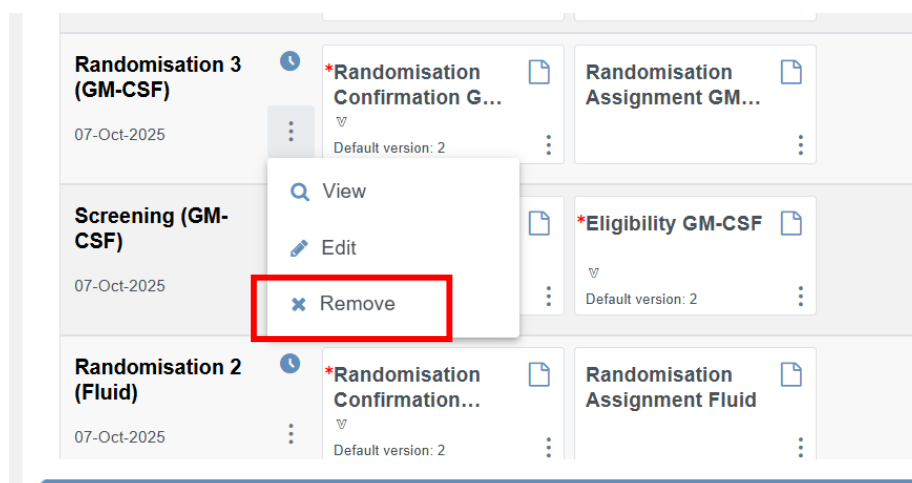 Randomisation 3
(GM-CSF)
07-Oct-2025
*Randomisation
Confirmation G...
Default version: 2
Randomisation
Assignment GM...
View
Edit
Remove
Screening (GM-
CSF)
07-Oct-2025
*Eligibility GM-CSF
Default version: 2
Randomisation 2
(Fluid)
07-Oct-2025
*Randomisation
Confirmation...
Default version: 2
Randomisation
Assignment Fluid